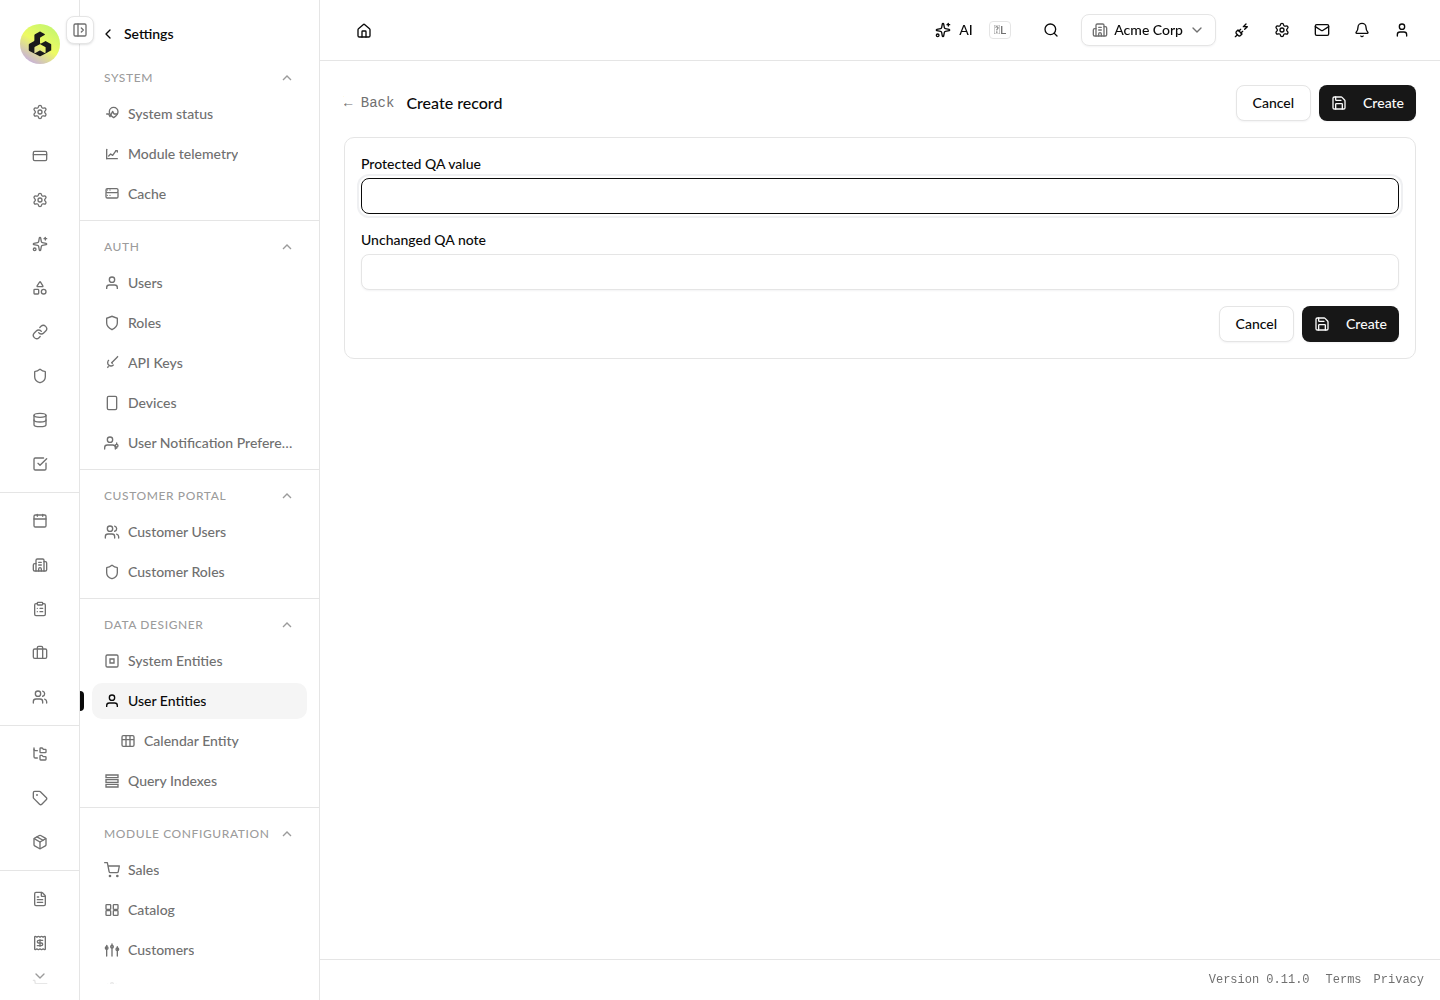 Settings
SYSTEM
System status
Module telemetry
Cache
AUTH
Users
Roles
API Keys
Devices
User Notification Prefere...
CUSTOMER PORTAL
Customer Users
Customer Roles
DATA DESIGNER
System Entities
User Entities
Calendar Entity
Query Indexes
MODULE CONFIGURATION
Sales
Catalog
Customers
AI
L
Acme Corp
← Back Create record
Cancel
Create
Protected QA value
Unchanged QA note
Cancel
Create
Version 0.11.0 Terms Privacy